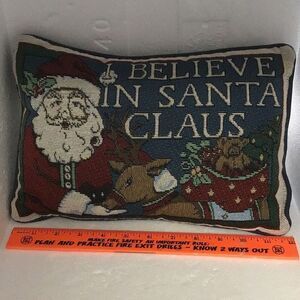 I BELIEVE
IN SANTA
CLAUS
MAKE FIRE SAFETY AN IMPORTANT RULE:
PLAN AND PRACTICE FIRE EXIT DRILLS - KNOW 2 WAYS OUT